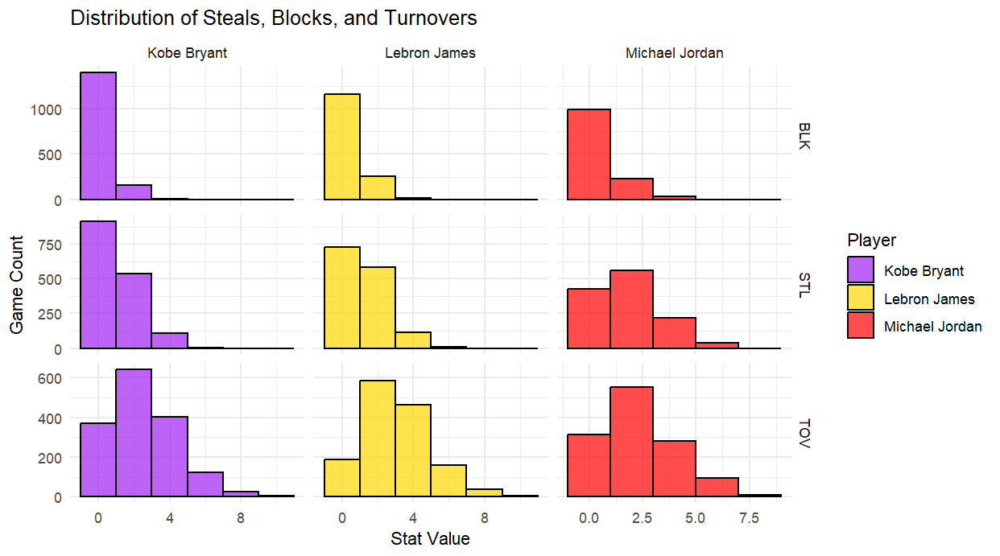 Distribution of Steals, Blocks, and Turnovers
Kobe Bryant
Lebron James
Michael Jordan
1000
500
0
BLK
Game Count
750
500
250
0
STL
600
400
200
0
TOV
0 4 8
0 4 8
0.0 2.5 5.0 7.5
Stat Value
Player
Kobe Bryant
Lebron James
Michael Jordan